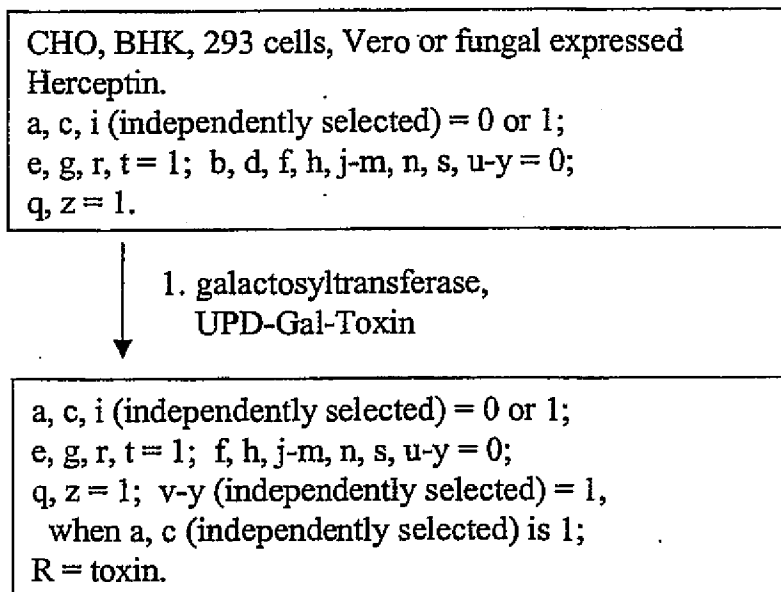 CHO, BHK, 293 cells, Vero or fungal expressed
Herceptin.
a, c, i (independently selected) = 0 or 1;
e, g, r, t = 1; b, d, f, h, j-m, n, s, u-y = 0;
q, z = 1.
1. galactosyltransferase,
UPD-Gal-Toxin
a, c, i (independently selected) = 0 or 1;
e, g, r, t = 1; f, h, j-m, n, s, u-y = 0;
q, z = 1; v-y (independently selected) = 1,
when a, c (independently selected) is 1;
R = toxin.